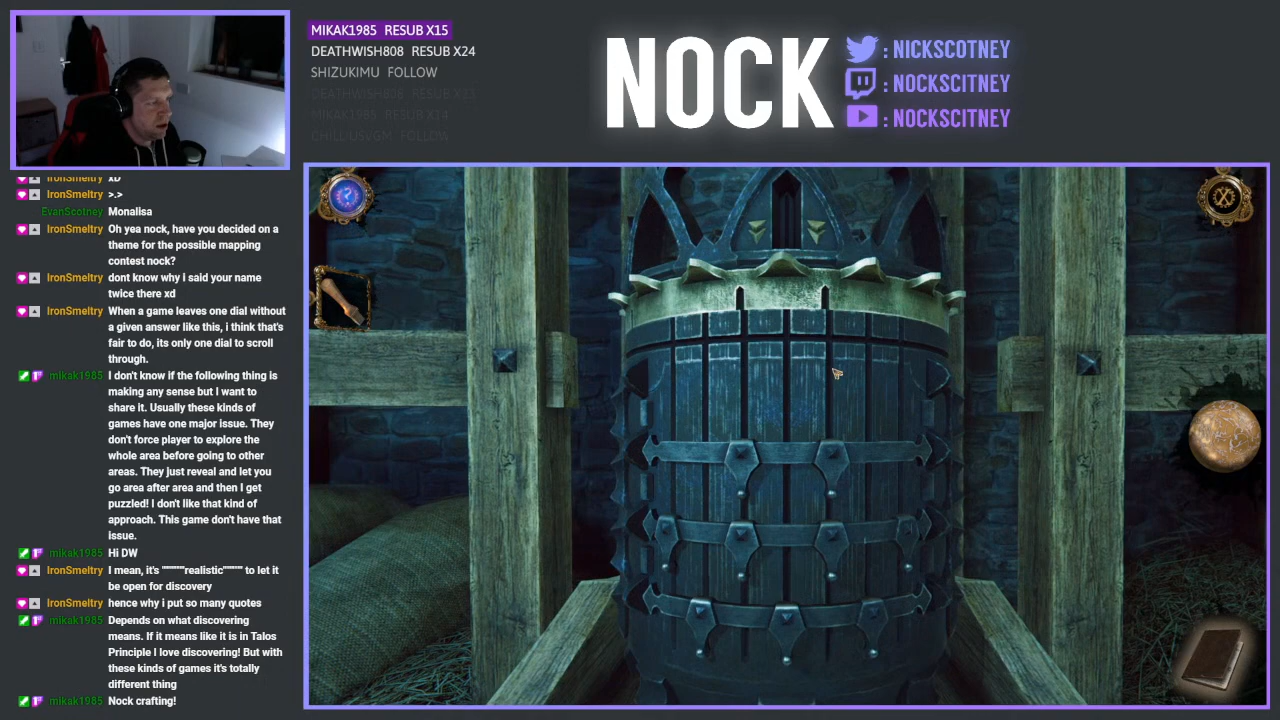 MIKAK1985 RESUB X15
DEATHWISH808 RESUB X24
SHIZUKIMU FOLLOW
DEATHWISH808 RESUB X23
MIKAK1985 RESUB X14
NOCK
: NICKSCOTNEY
: NOCKSCITNEY
: NOCKSCITNEY
IronSmeltry xD
IronSmeltry >.>
EvanScotney Monalisa
IronSmeltry Oh yea nock, have you decided on a
theme for the possible mapping
contest nock?
IronSmeltry dont know why i said your name
twice there xd
IronSmeltry When a game leaves one dial without
a given answer like this, i think that's
fair to do, its only one dial to scroll
through.
mikak1985 I don't know if the following thing is
making any sense but I want to
share it. Usually these kinds of
games have one major issue. They
don't force player to explore the
whole area before going to other
areas. They just reveal and let you
go area after area and then I get
puzzled! I don't like that kind of
approach. This game don't have that
issue.
mikak1985 Hi DW
IronSmeltry I mean, it's """"""realistic"""""" to let it
be open for discovery
IronSmeltry hence why i put so many quotes
mikak1985 Depends on what discovering
means. If it means like it is in Talos
Principle I love discovering! But with
these kinds of games it's totally
different thing
mikak1985 Nock crafting!